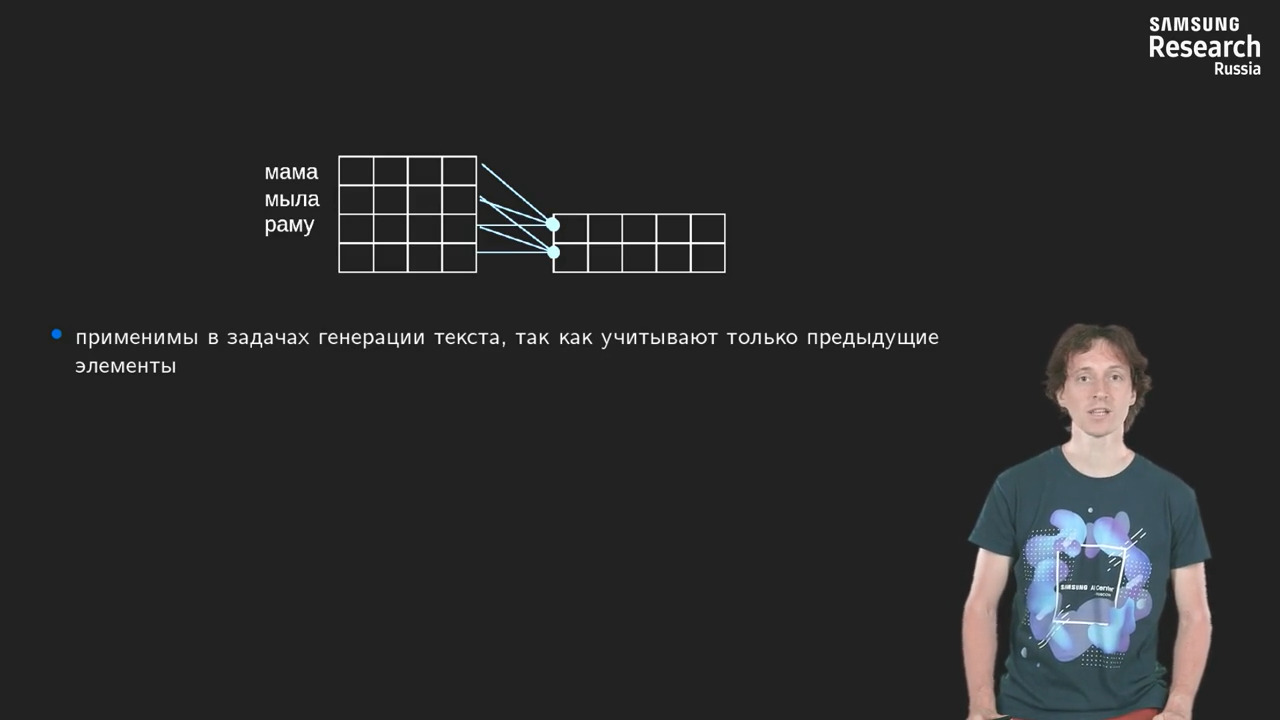 SAMSUNG
Research
Russia
мама
мыла
раму
применимы в задачах генерации текста, так как учитывают только предыдущие
элементы
SAMSUNG AI Center